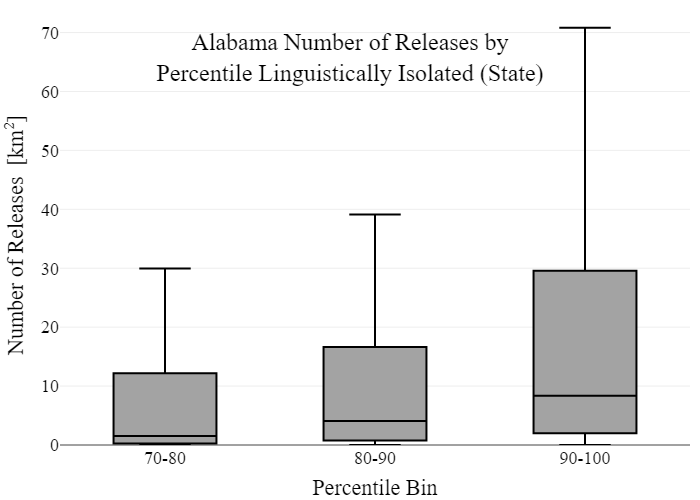 Alabama Number of Releases by
Percentile Linguistically Isolated (State)
Number of Releases [km²]
70
60
50
40
30
20
10
0
70-80
80-90
90-100
Percentile Bin